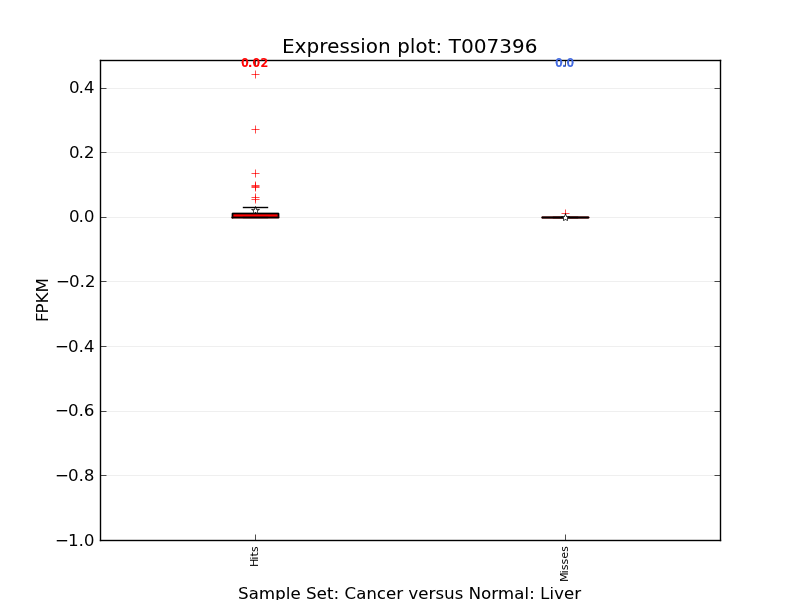 Expression plot: T007396
0.02
0.0
0.4
0.2
0.0
−0.2
−0.4
−0.6
−0.8
−1.0
FPKM
Hits
Misses
Sample Set: Cancer versus Normal: Liver